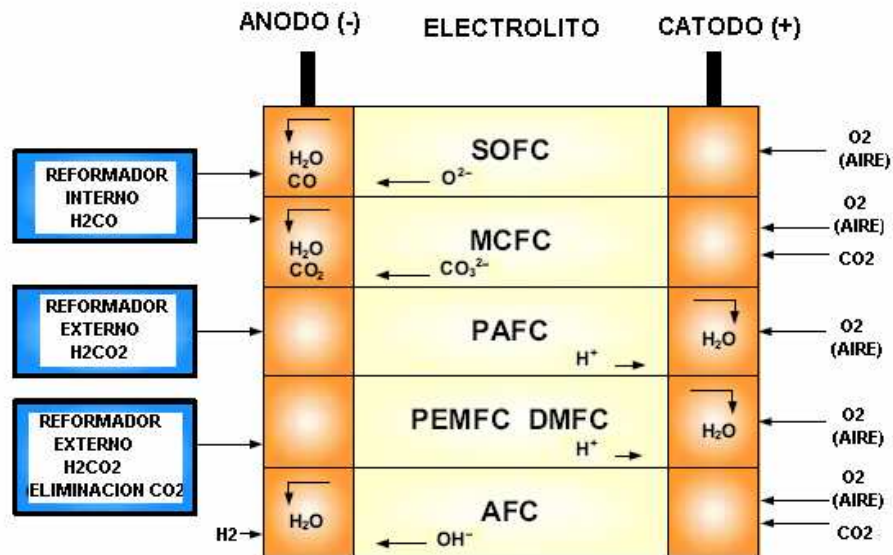 ANODO (-)
ELECTROLITO
CATODO (+)
REFORMADOR
INTERNO
H2CO
H₂O
CO
SOFC
O²⁻
O2
(AIRE)
H₂O
CO₂
MCFC
CO₃²⁻
O2
(AIRE)
CO2
REFORMADOR
EXTERNO
H2CO2
PAFC
H⁺
H₂O
O2
(AIRE)
REFORMADOR
EXTERNO
H2CO2
(ELIMINACION CO2
PEMFC DMFC
H⁺
H₂O
O2
(AIRE)
H2
H₂O
AFC
OH⁻
O2
(AIRE)
CO2